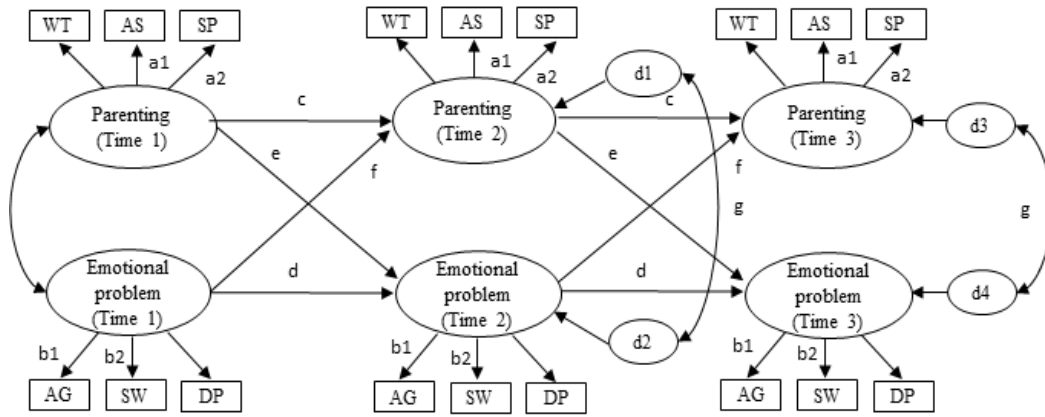 WT AS SP WT AS SP WT AS SP
a1 a2 a1 a2 a1 a2
d1
Parenting
(Time 1)
c
Parenting
(Time 2)
c
Parenting
(Time 3)
d3
e f e f
g g
Emotional
problem
(Time 1)
d
Emotional
problem
(Time 2)
d
Emotional
problem
(Time 3)
d4
d2
b1 b2 b1 b2 b1 b2
AG SW DP AG SW DP AG SW DP